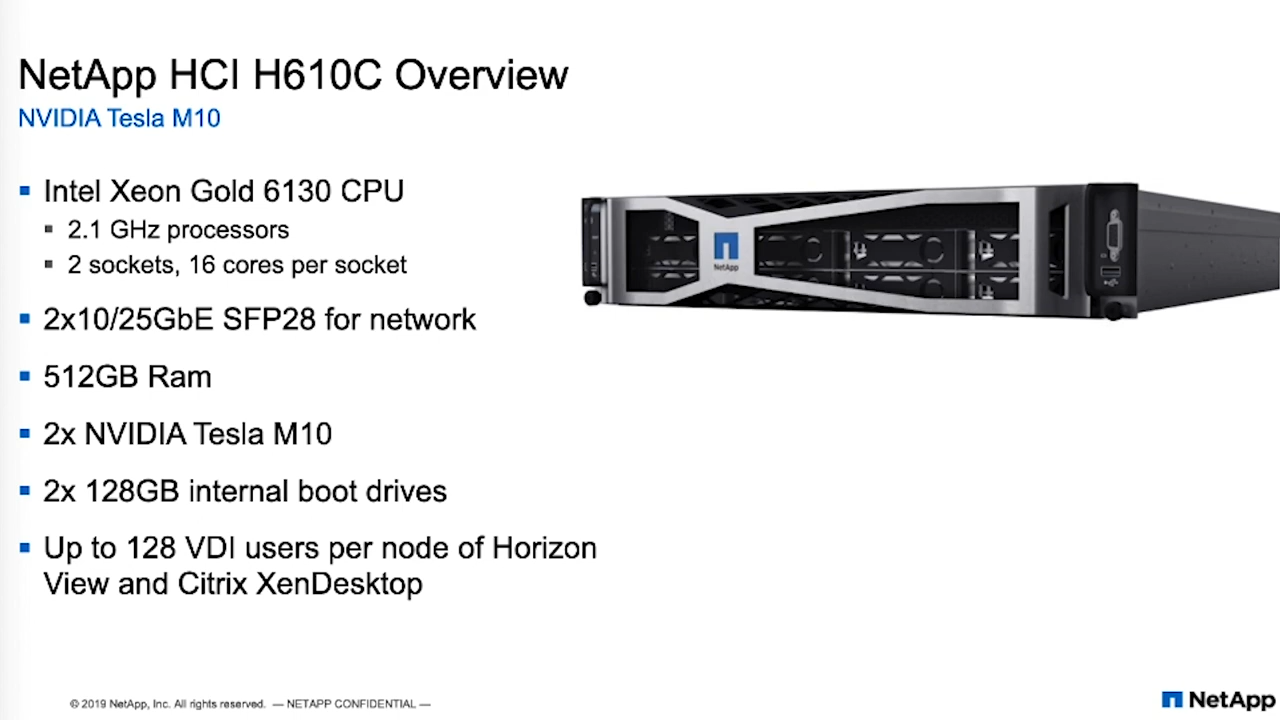 NetApp HCI H610C Overview
NVIDIA Tesla M10
Intel Xeon Gold 6130 CPU
2.1 GHz processors
2 sockets, 16 cores per socket
2x10/25GbE SFP28 for network
512GB Ram
2x NVIDIA Tesla M10
2x 128GB internal boot drives
Up to 128 VDI users per node of Horizon
View and Citrix XenDesktop
NetApp
© 2019 NetApp, Inc. All rights reserved. — NETAPP CONFIDENTIAL —
NetApp